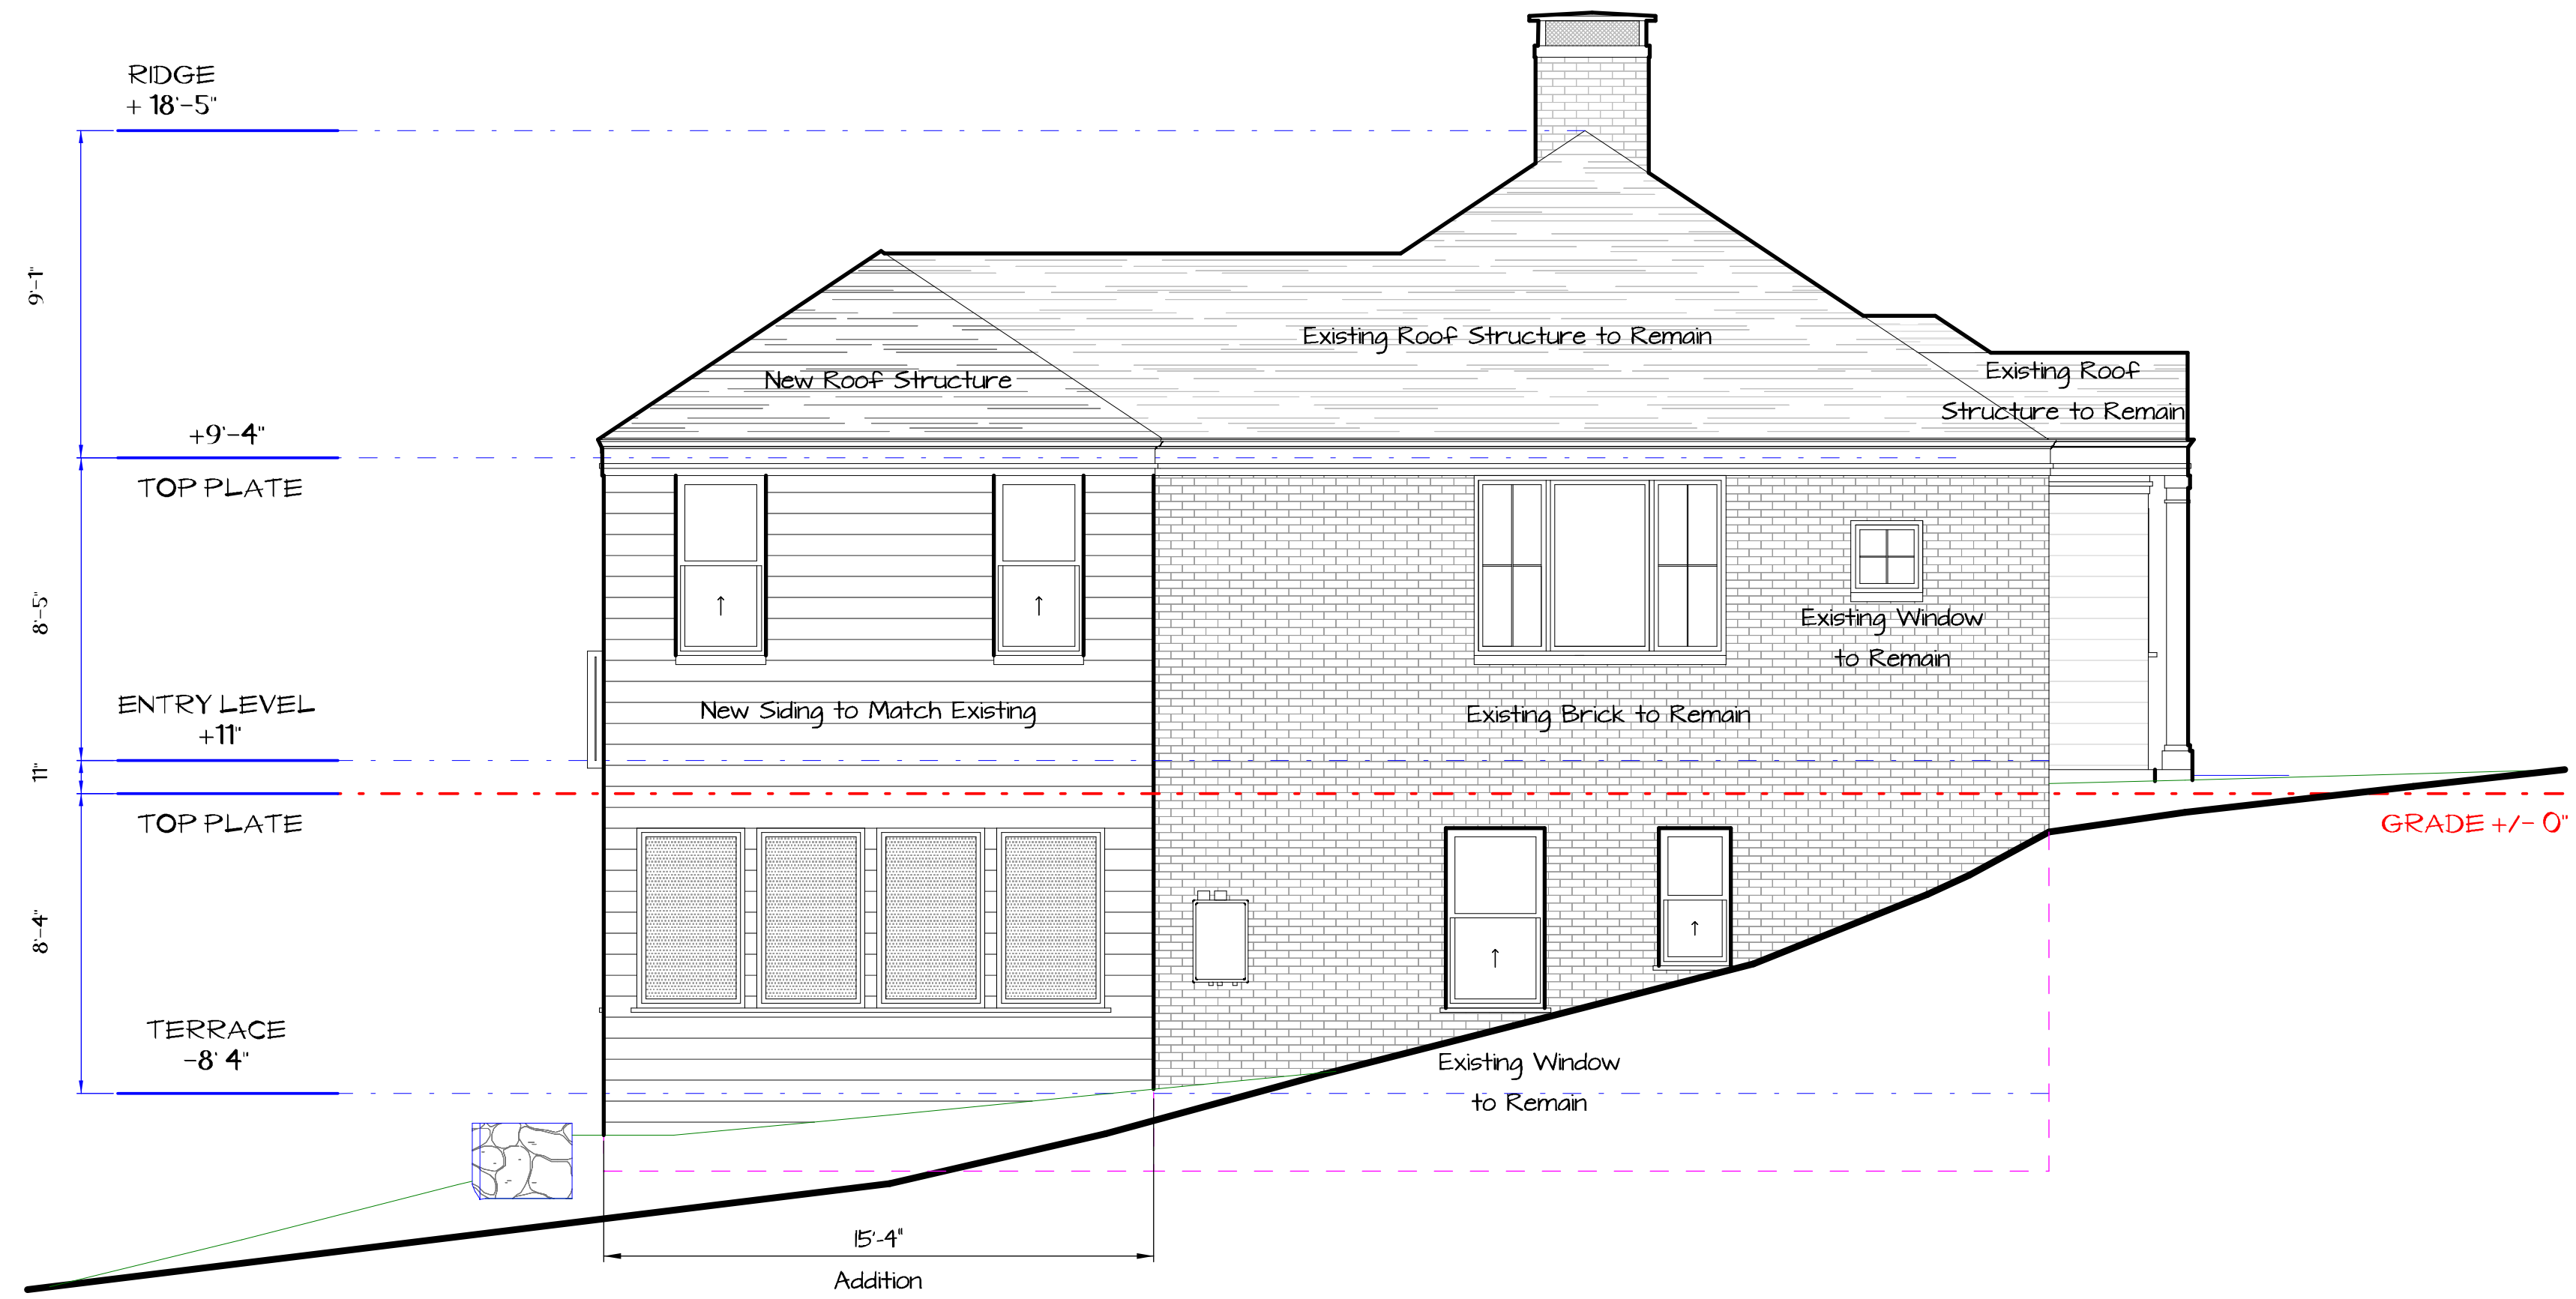 RIDGE
+ 18'-5"
9'-1"
Existing Roof Structure to Remain
New Roof Structure
Existing Roof
Structure to Remain
+9'-4"
TOP PLATE
8'-5"
Existing Window
to Remain
ENTRY LEVEL
+11"
New Siding to Match Existing
Existing Brick to Remain
11"
TOP PLATE
GRADE +/- 0"
8'-4"
TERRACE
-8' 4"
Existing Window
to Remain
15'-4"
Addition